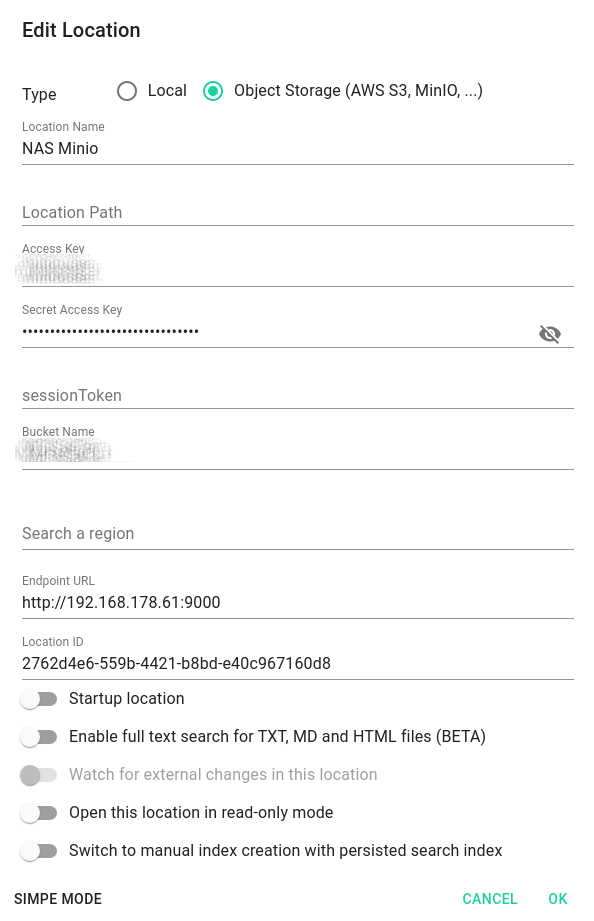 Edit Location
Type Local Object Storage (AWS S3, MinIO, ...)
Location Name
NAS Minio
Location Path
Access Key
Secret Access Key
••••••••••••••••••••••••••••••••
sessionToken
Bucket Name
Search a region
Endpoint URL
http://192.168.178.61:9000
Location ID
2762d4e6-559b-4421-b8bd-e40c967160d8
Startup location
Enable full text search for TXT, MD and HTML files (BETA)
Watch for external changes in this location
Open this location in read-only mode
Switch to manual index creation with persisted search index
SIMPE MODE CANCEL OK